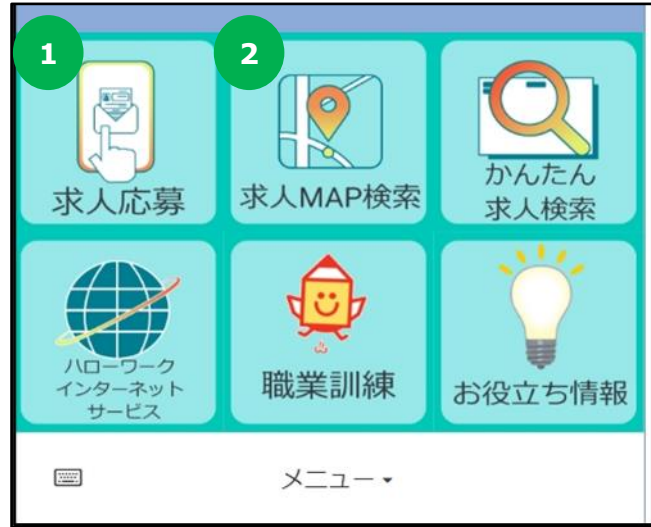 1
2
求人応募
求人MAP検索
かんたん
求人検索
ハローワーク
インターネット
サービス
職業訓練
お役立ち情報
メニュー▾